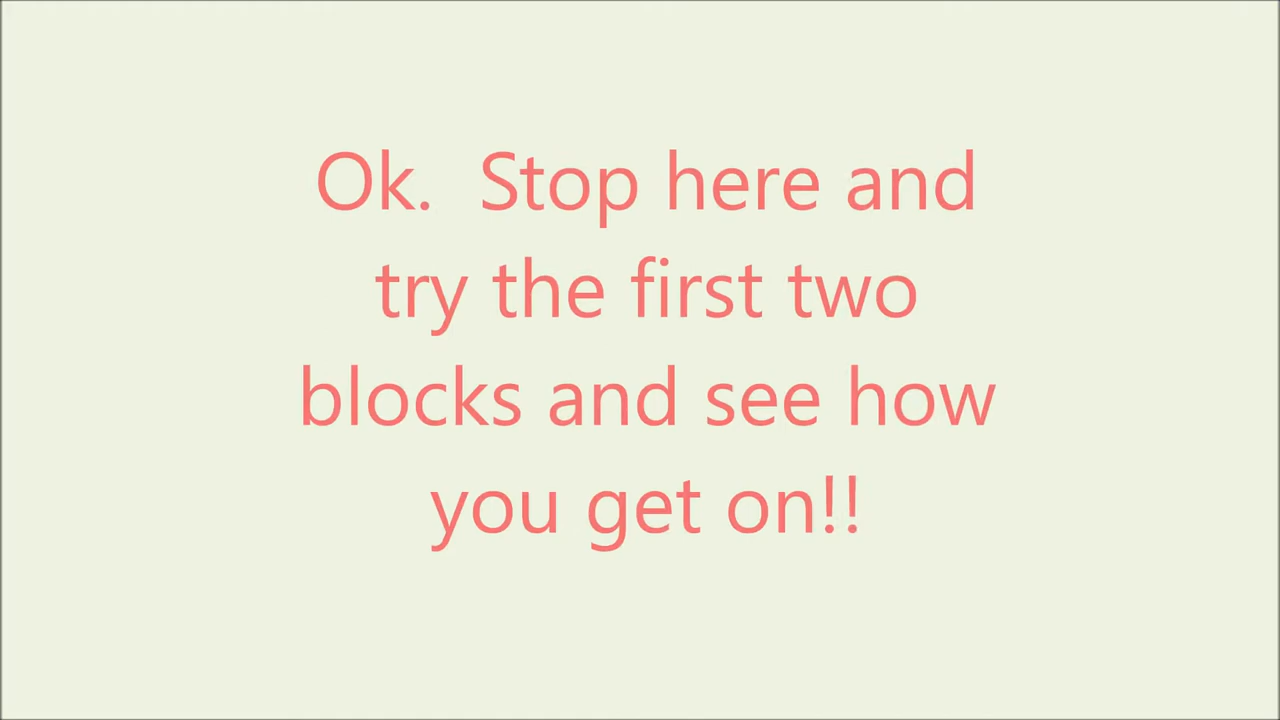 Ok.  Stop here and
try the first two
blocks and see how
you get on!!